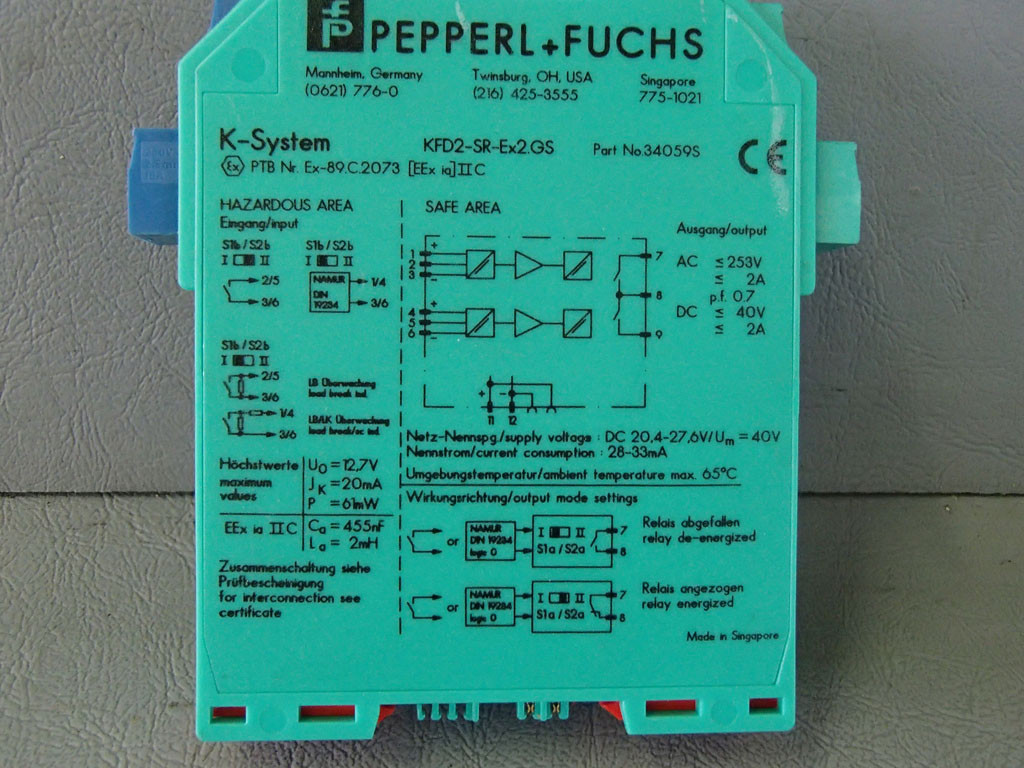 PEPPERL+FUCHS
Mannheim, Germany Twinsburg, OH, USA Singapore
(0621) 776-0 (216) 425-3555 775-1021
K-System KFD2-SR-Ex2.GS Part No.34059S CE
Ex PTB Nr. Ex-89.C.2073 [EEx ia] II C
HAZARDOUS AREA
Eingang/input
S1b/S2b S1b/S2b
I II I II
2/5
3/6
NAMUR
DIN
19234
1/4
3/6
S1b/S2b
I II
2/5
3/6
LB Überwachung
load break ind.
1/4
3/6
LB/LK Überwachung
load break/sc ind.
Höchstwerte
maximum
values
U0 = 12,7V
JK = 20mA
P = 61mW
EEx ia II C
Ca = 455nF
La = 2mH
Zusammenschaltung siehe
Prüfbescheinigung
for interconnection see
certificate
SAFE AREA
1 +
2
3 -
4 +
5
6 -
7
8
9
+ -
11 12
Ausgang/output
AC ≤ 253V
≤ 2A
p.f. 0.7
DC ≤ 40V
≤ 2A
Netz-Nennspg./supply voltage : DC 20,4-27,6V/Um = 40V
Nennstrom/current consumption : 28-33mA
Umgebungstemperatur/ambient temperature max. 65°C
Wirkungsrichtung/output mode settings
or
NAMUR
DIN 19234
logic 0
I II
S1a/S2a
7
8
Relais abgefallen
relay de-energized
or
NAMUR
DIN 19234
logic 0
I II
S1a/S2a
7
8
Relais angezogen
relay energized
Made in Singapore